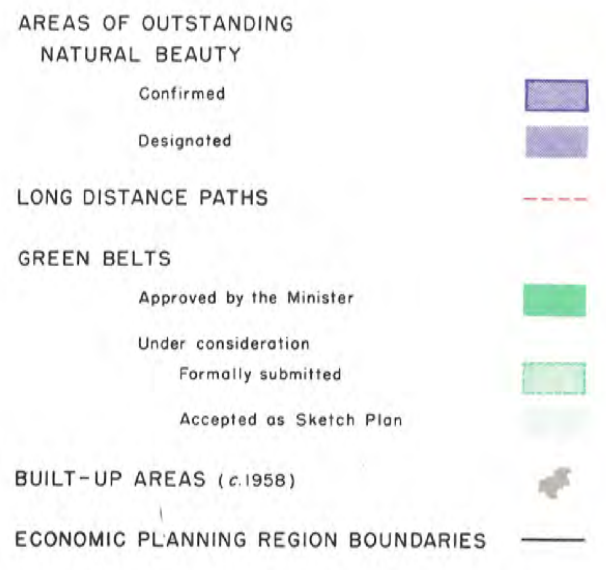 AREAS OF OUTSTANDING
NATURAL BEAUTY
Confirmed
Designated
LONG DISTANCE PATHS
GREEN BELTS
Approved by the Minister
Under consideration
Formally submitted
Accepted as Sketch Plan
BUILT-UP AREAS (c.1958)
ECONOMIC PLANNING REGION BOUNDARIES